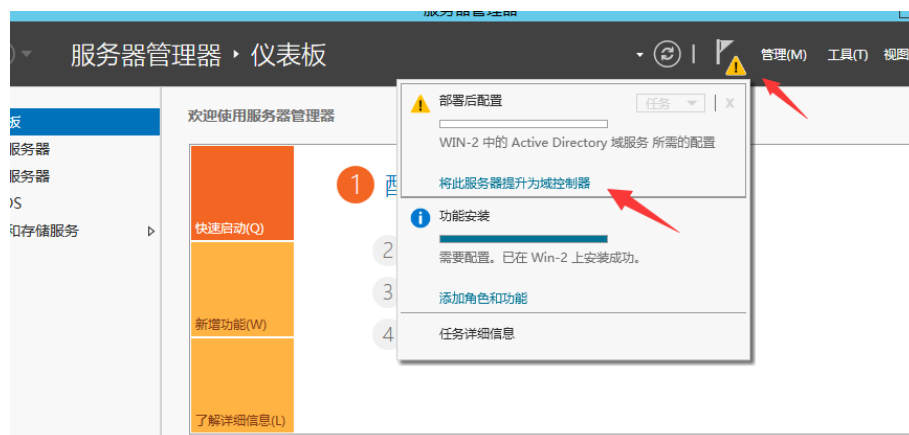 服务器管理器
服务器管理器 · 仪表板
管理(M) 工具(T) 视图
部署后配置
任务
x
WIN-2 中的 Active Directory 域服务 所需的配置
将此服务器提升为域控制器
功能安装
需要配置。已在 Win-2 上安装成功。
添加角色和功能
任务详细信息
板
服务器
服务器
DS
和存储服务
欢迎使用服务器管理器
1
快速启动(Q)
2
3
新增功能(W)
4
了解详细信息(L)